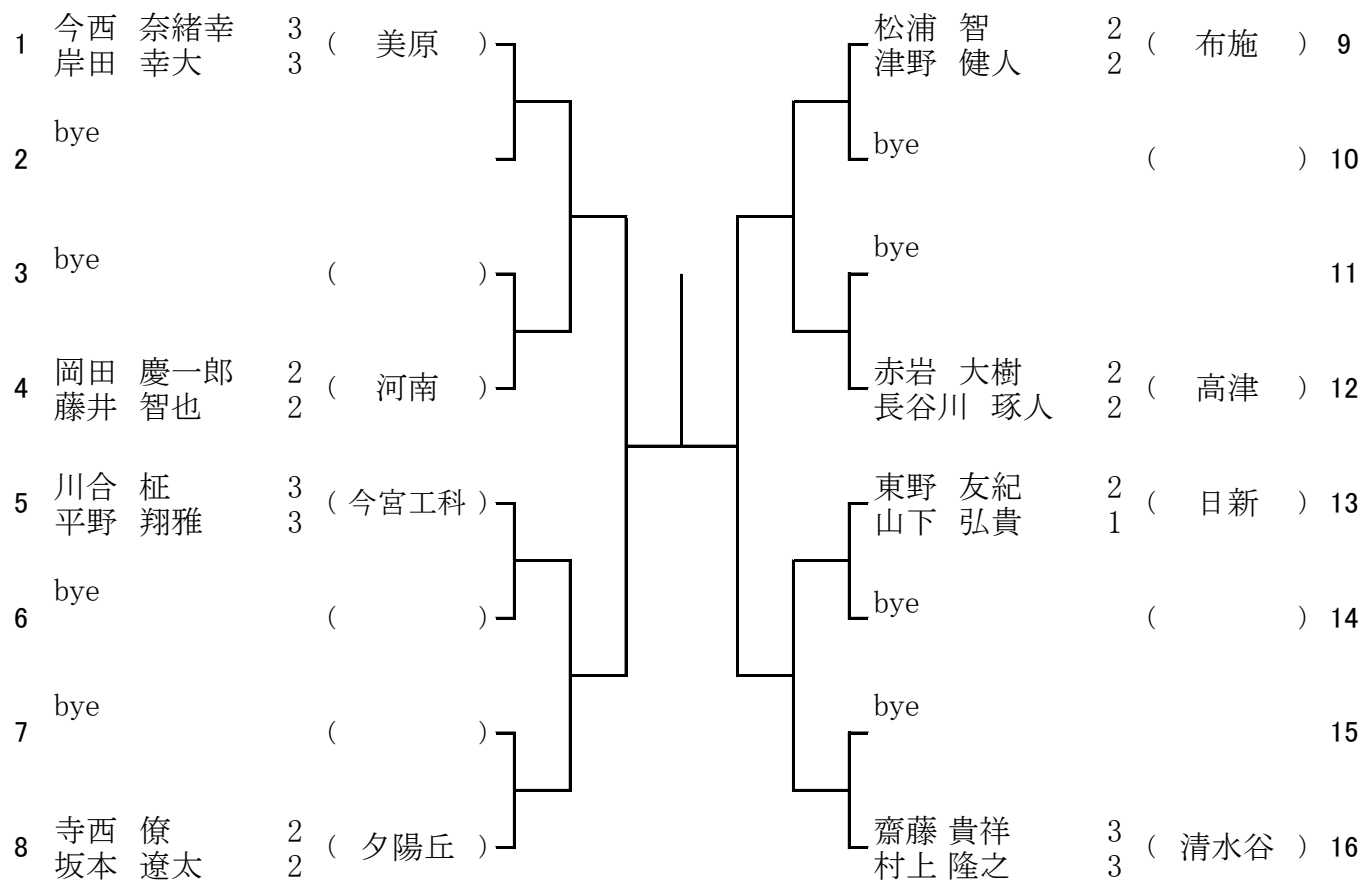 1 今西 奈緒幸 3 ( 美原 )
岸田 幸大 3
2 bye
3 bye ( )
4 岡田 慶一郎 2 ( 河南 )
藤井 智也 2
5 川合 柾 3 ( 今宮工科 )
平野 翔雅 3
6 bye ( )
7 bye ( )
8 寺西 僚 2 ( 夕陽丘 )
坂本 遼太 2
松浦 智 2 ( 布施 ) 9
津野 健人 2
bye ( ) 10
bye 11
赤岩 大樹 2 ( 高津 ) 12
長谷川 琢人 2
東野 友紀 2 ( 日新 ) 13
山下 弘貴 1
bye ( ) 14
bye 15
齋藤 貴祥 3 ( 清水谷 ) 16
村上 隆之 3